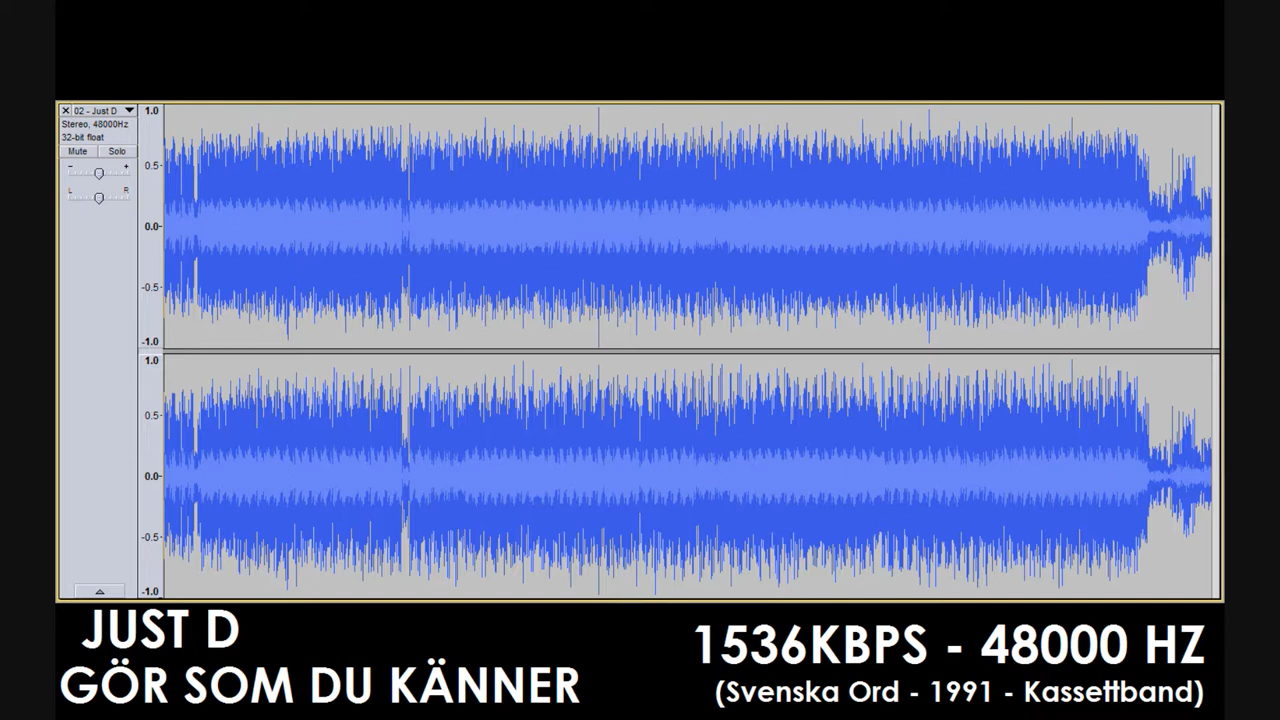 02 - Just D
Stereo, 48000Hz
32-bit float
Mute Solo
- +
L R
1.0
0.5-
0.0-
-0.5-
-1.0
1.0
0.5-
0.0-
-0.5-
-1.0
JUST D
GÖR SOM DU KÄNNER
1536KBPS - 48000 HZ
(Svenska Ord - 1991 - Kassettband)